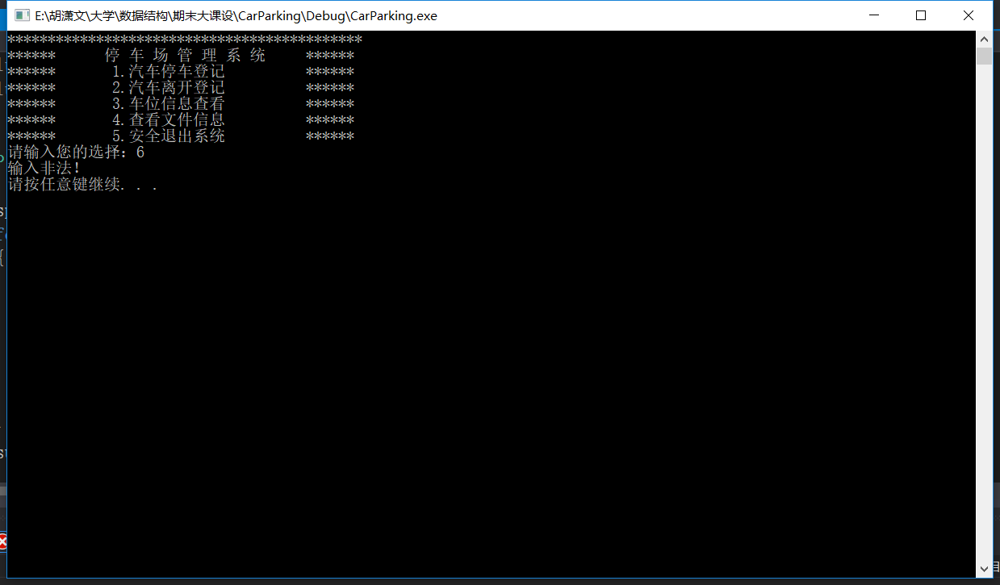 E:\胡潇文\大学\数据结构\期末大课设\CarParking\Debug\CarParking.exe
********************************************
******      停 车 场 管 理 系 统     ******
******       1.汽车停车登记          ******
******       2.汽车离开登记          ******
******       3.车位信息查看          ******
******       4.查看文件信息          ******
******       5.安全退出系统          ******
请输入您的选择：6
输入非法！
请按任意键继续. . .